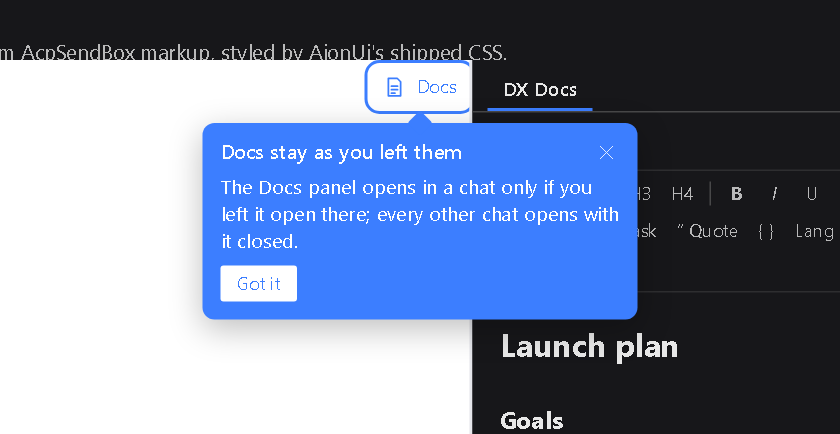 m AcpSendBox markup, styled by AionUi's shipped CSS.
Docs
DX Docs
Docs stay as you left them
The Docs panel opens in a chat only if you
left it open there; every other chat opens with
it closed.
Got it
H3 H4 B I U
ask " Quote { } Lang
Launch plan
Goals